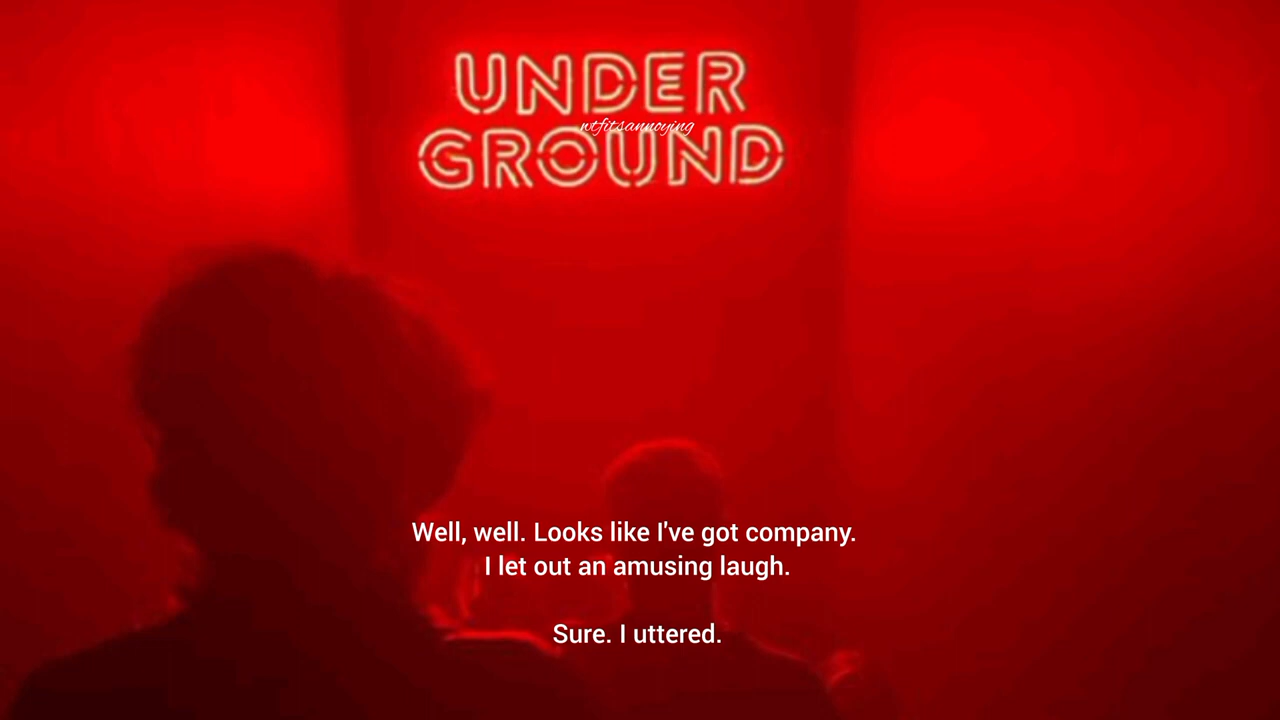 UNDER
wtfitsannoying
GROUND
Well, well. Looks like I've got company.
I let out an amusing laugh.
Sure. I uttered.